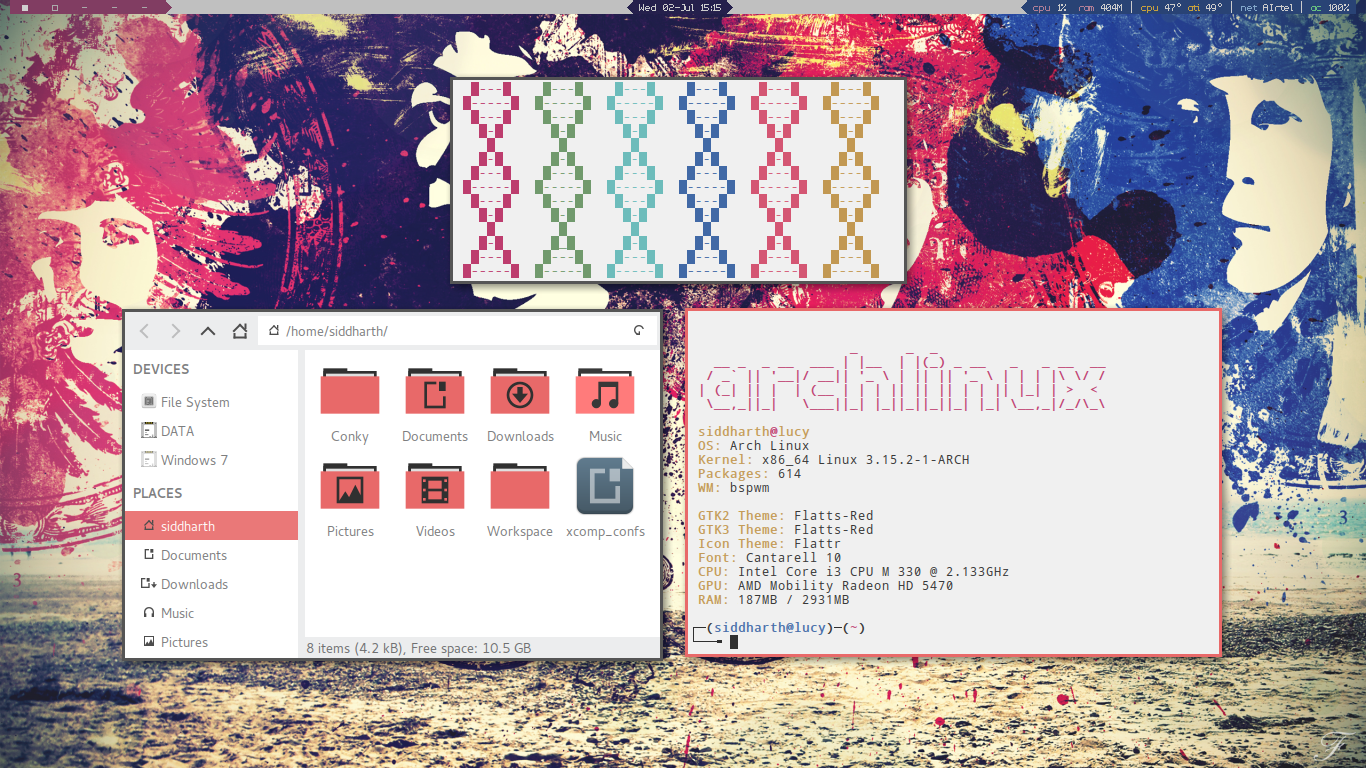 Wed 02-Jul 15:15
cpu 1% ram 404M | cpu 47° ati 49° | net AIrtel | ac 100%
/home/siddharth/
DEVICES
File System
DATA
Windows 7
PLACES
siddharth
Documents
Downloads
Music
Pictures
Conky
Documents
Downloads
Music
Pictures
Videos
Workspace
xcomp_confs
8 items (4.2 kB), Free space: 10.5 GB
archlinux
siddharth@lucy
OS: Arch Linux
Kernel: x86_64 Linux 3.15.2-1-ARCH
Packages: 614
WM: bspwm
GTK2 Theme: Flatts-Red
GTK3 Theme: Flatts-Red
Icon Theme: Flattr
Font: Cantarell 10
CPU: Intel Core i3 CPU M 330 @ 2.133GHz
GPU: AMD Mobility Radeon HD 5470
RAM: 187MB / 2931MB
┌─(siddharth@lucy)─(~)
└──╼
3
3